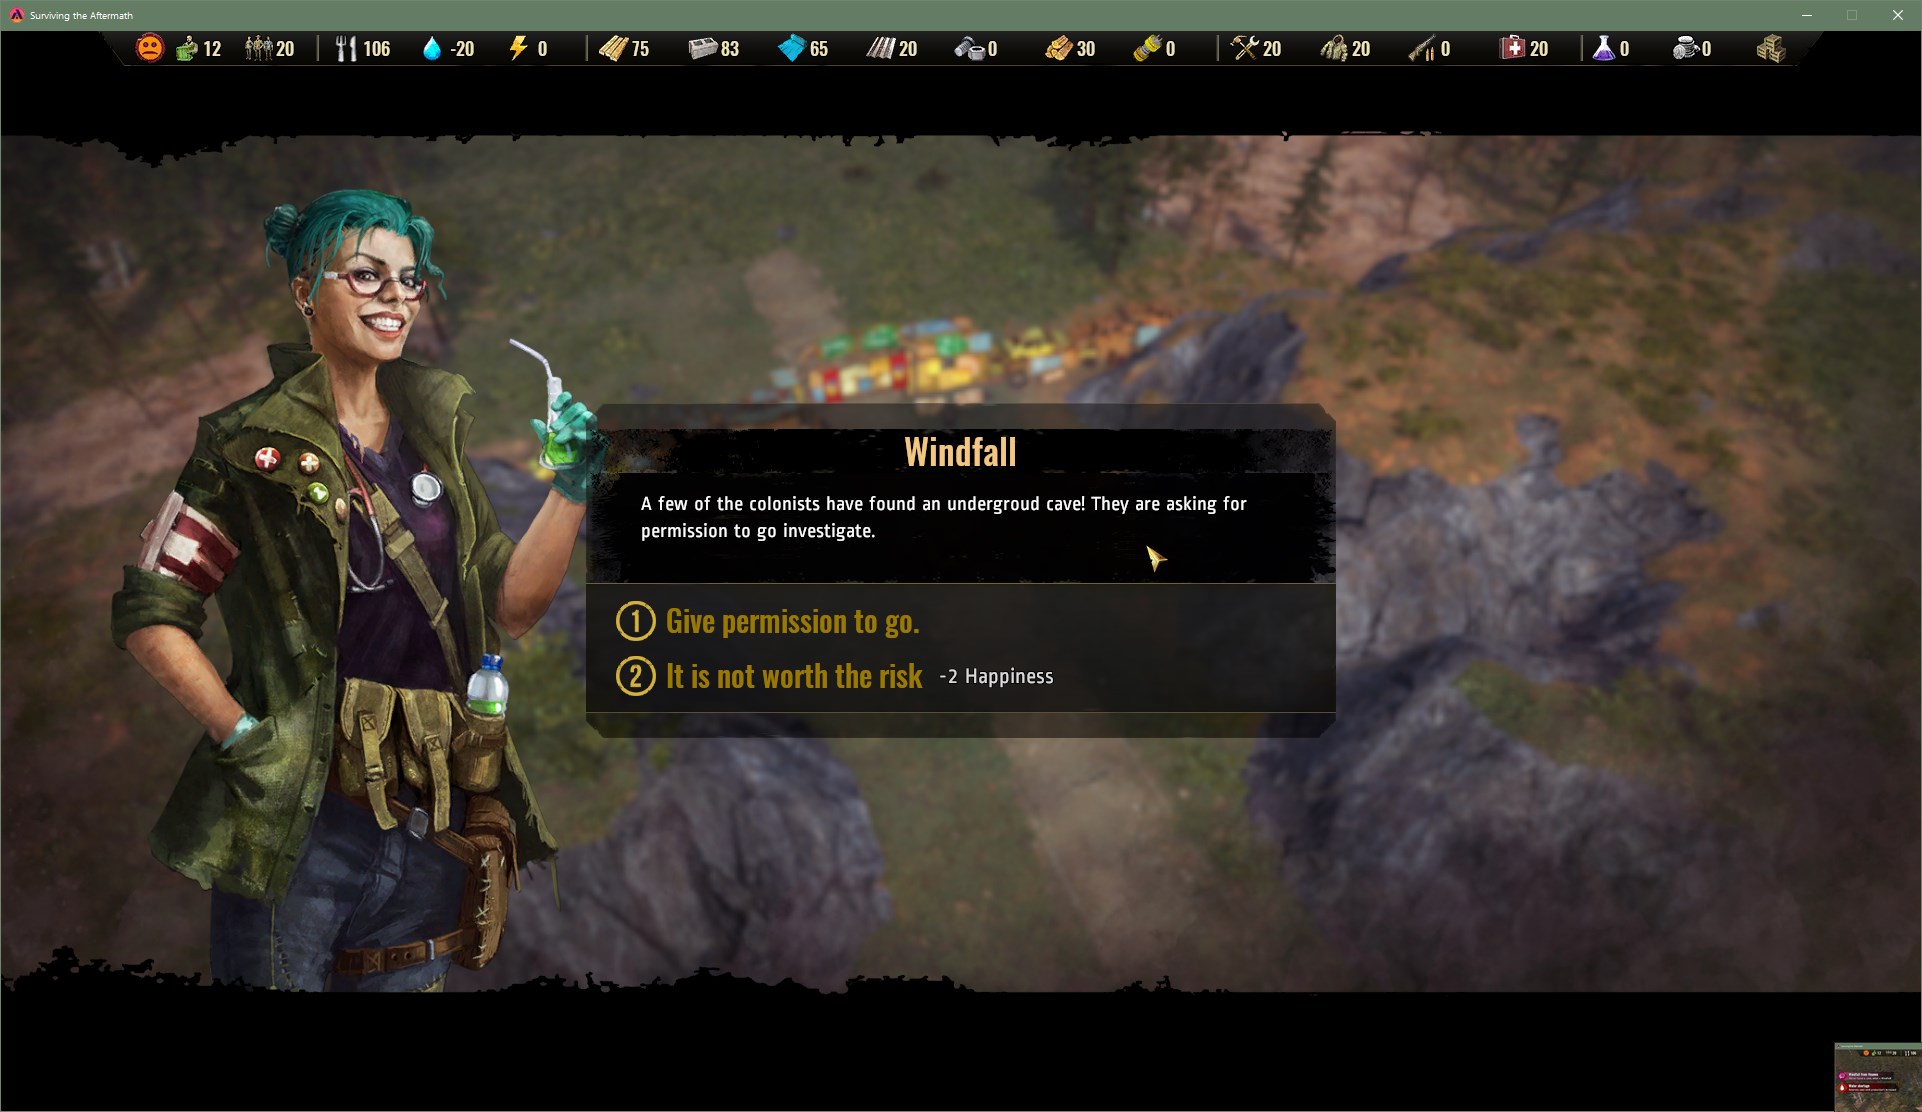 Surviving the Aftermath
12 20 106 -20 0 75 83 65 20 0 30 0 20 20 0 20 0 0
Windfall
A few of the colonists have found an undergroud cave! They are asking for
permission to go investigate.
1 Give permission to go.
2 It is not worth the risk -2 Happiness